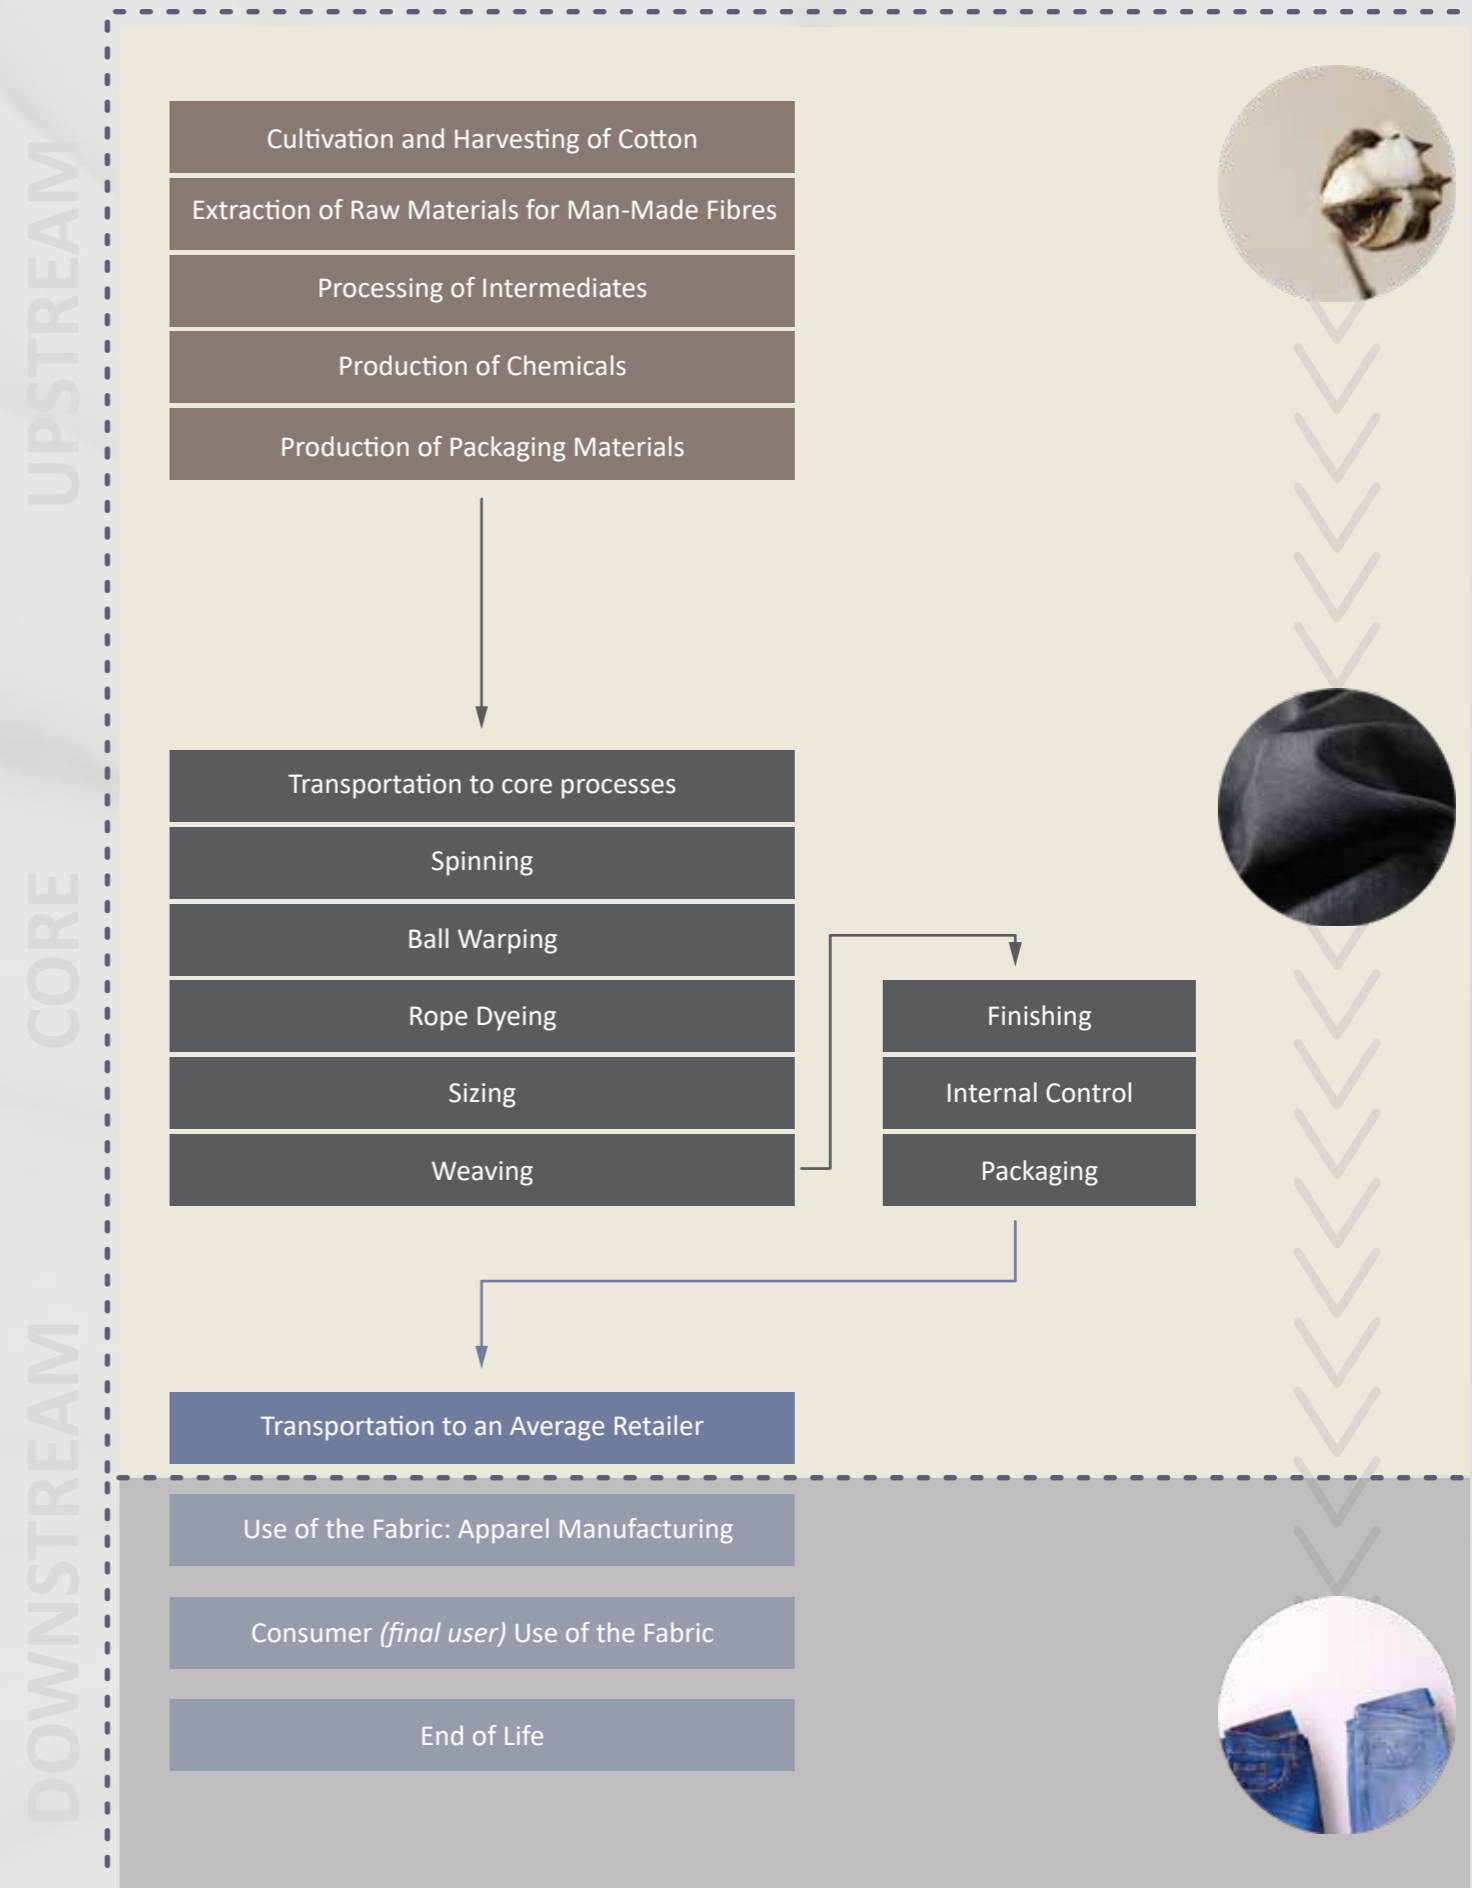 UPSTREAM
Cultivation and Harvesting of Cotton
Extraction of Raw Materials for Man-Made Fibres
Processing of Intermediates
Production of Chemicals
Production of Packaging Materials
CORE
Transportation to core processes
Spinning
Ball Warping
Rope Dyeing
Sizing
Weaving
Finishing
Internal Control
Packaging
DOWNSTREAM
Transportation to an Average Retailer
Use of the Fabric: Apparel Manufacturing
Consumer (final user) Use of the Fabric
End of Life